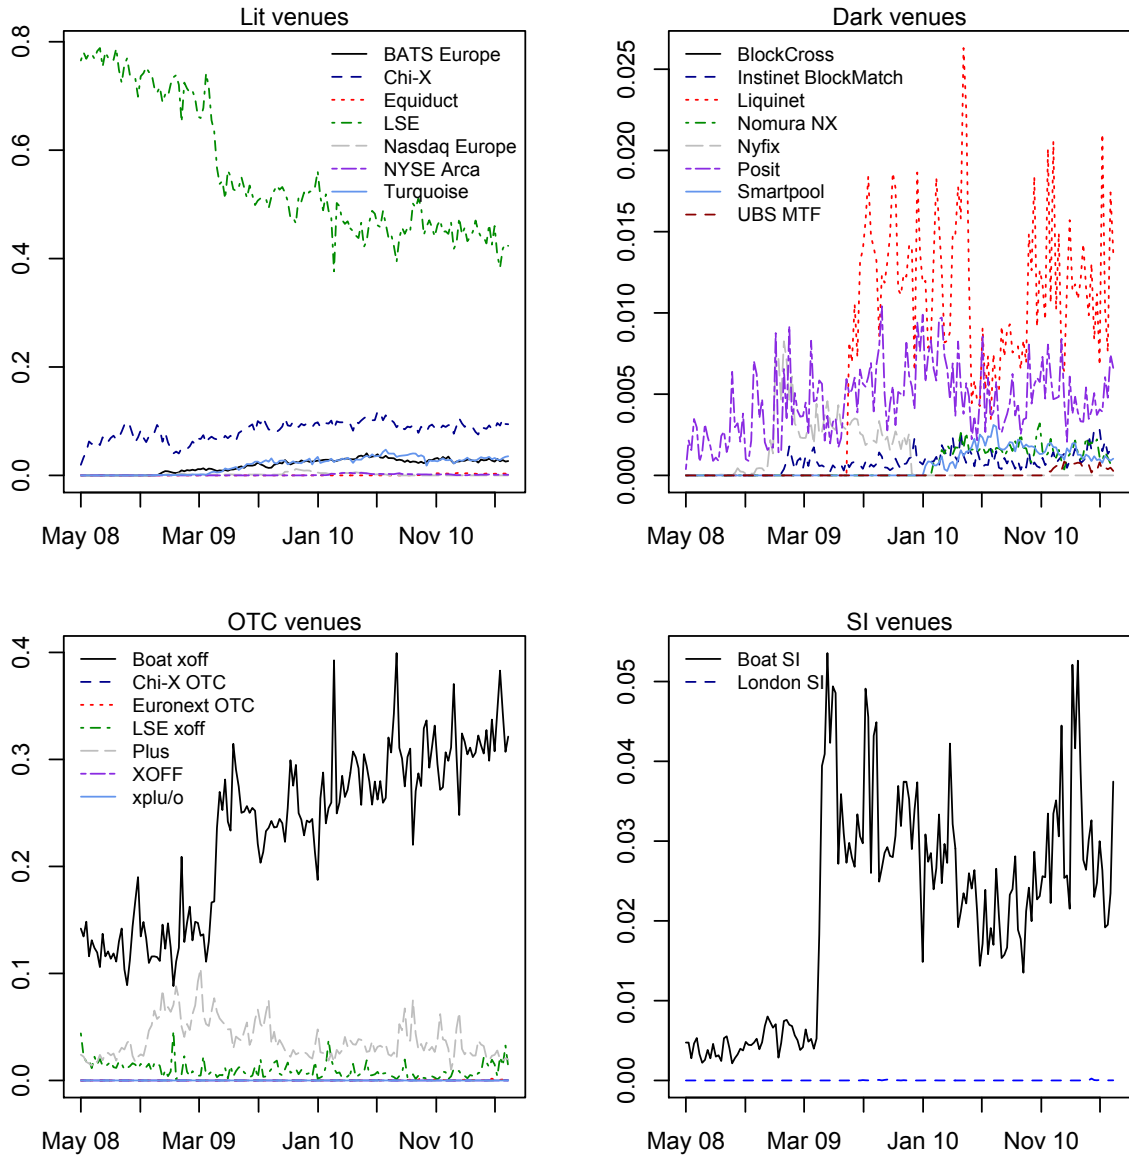 Lit venues
0.8
0.6
0.4
0.2
0.0
BATS Europe
Chi-X
Equiduct
LSE
Nasdaq Europe
NYSE Arca
Turquoise
May 08 Mar 09 Jan 10 Nov 10
Dark venues
0.025
0.020
0.015
0.010
0.005
0.000
BlockCross
Instinet BlockMatch
Liquinet
Nomura NX
Nyfix
Posit
Smartpool
UBS MTF
May 08 Mar 09 Jan 10 Nov 10
OTC venues
0.4
0.3
0.2
0.1
0.0
Boat xoff
Chi-X OTC
Euronext OTC
LSE xoff
Plus
XOFF
xplu/o
May 08 Mar 09 Jan 10 Nov 10
SI venues
0.05
0.04
0.03
0.02
0.01
0.00
Boat SI
London SI
May 08 Mar 09 Jan 10 Nov 10